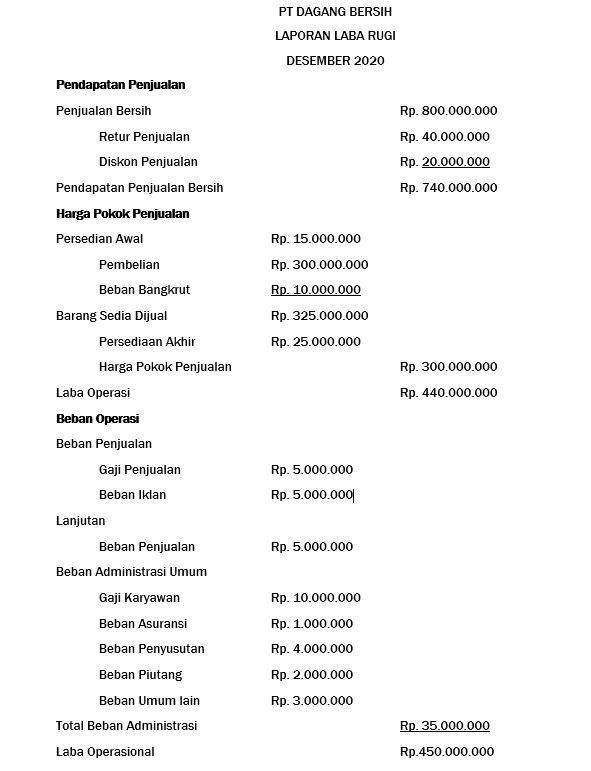 PT DAGANG BERSIH
LAPORAN LABA RUGI
DESEMBER 2020
Pendapatan Penjualan
Penjualan Bersih Rp. 800.000.000
Retur Penjualan Rp. 40.000.000
Diskon Penjualan Rp. 20.000.000
Pendapatan Penjualan Bersih Rp. 740.000.000
Harga Pokok Penjualan
Persedian Awal Rp. 15.000.000
Pembelian Rp. 300.000.000
Beban Bangkrut Rp. 10.000.000
Barang Sedia Dijual Rp. 325.000.000
Persediaan Akhir Rp. 25.000.000
Harga Pokok Penjualan Rp. 300.000.000
Laba Operasi Rp. 440.000.000
Beban Operasi
Beban Penjualan
Gaji Penjualan Rp. 5.000.000
Beban Iklan Rp. 5.000.000
Lanjutan
Beban Penjualan Rp. 5.000.000
Beban Administrasi Umum
Gaji Karyawan Rp. 10.000.000
Beban Asuransi Rp. 1.000.000
Beban Penyusutan Rp. 4.000.000
Beban Piutang Rp. 2.000.000
Beban Umum lain Rp. 3.000.000
Total Beban Administrasi Rp. 35.000.000
Laba Operasional Rp.450.000.000